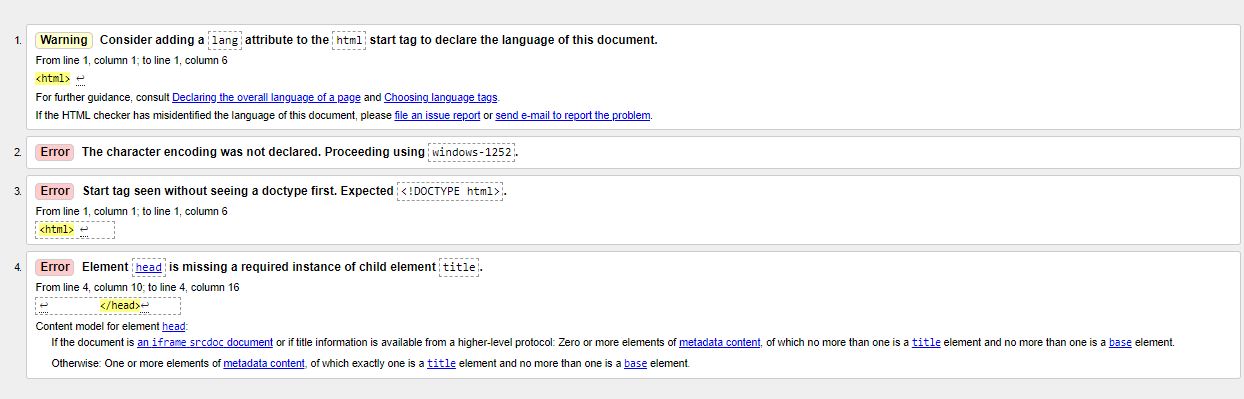 1. Warning Consider adding a lang attribute to the html start tag to declare the language of this document.
From line 1, column 1; to line 1, column 6
<html> ↩
For further guidance, consult Declaring the overall language of a page and Choosing language tags.
If the HTML checker has misidentified the language of this document, please file an issue report or send e-mail to report the problem.
2. Error The character encoding was not declared. Proceeding using windows-1252.
3. Error Start tag seen without seeing a doctype first. Expected <!DOCTYPE html>.
From line 1, column 1; to line 1, column 6
<html> ↩
4. Error Element head is missing a required instance of child element title.
From line 4, column 10; to line 4, column 16
↩ </head>↩
Content model for element head:
If the document is an iframe srcdoc document or if title information is available from a higher-level protocol: Zero or more elements of metadata content, of which no more than one is a title element and no more than one is a base element.
Otherwise: One or more elements of metadata content, of which exactly one is a title element and no more than one is a base element.